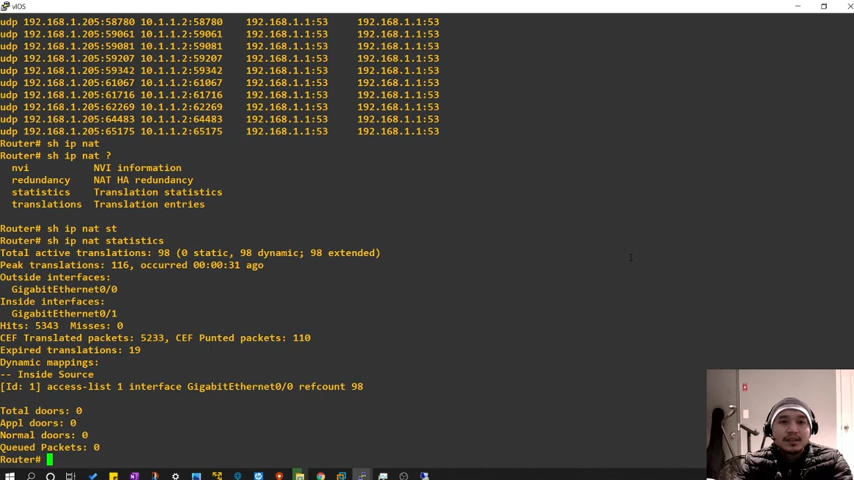 vIOS
udp 192.168.1.205:58780 10.1.1.2:58780 192.168.1.1:53 192.168.1.1:53
udp 192.168.1.205:59061 10.1.1.2:59061 192.168.1.1:53 192.168.1.1:53
udp 192.168.1.205:59081 10.1.1.2:59081 192.168.1.1:53 192.168.1.1:53
udp 192.168.1.205:59207 10.1.1.2:59207 192.168.1.1:53 192.168.1.1:53
udp 192.168.1.205:59342 10.1.1.2:59342 192.168.1.1:53 192.168.1.1:53
udp 192.168.1.205:61067 10.1.1.2:61067 192.168.1.1:53 192.168.1.1:53
udp 192.168.1.205:61716 10.1.1.2:61716 192.168.1.1:53 192.168.1.1:53
udp 192.168.1.205:62269 10.1.1.2:62269 192.168.1.1:53 192.168.1.1:53
udp 192.168.1.205:64483 10.1.1.2:64483 192.168.1.1:53 192.168.1.1:53
udp 192.168.1.205:65175 10.1.1.2:65175 192.168.1.1:53 192.168.1.1:53
Router# sh ip nat
Router# sh ip nat ?
nvi NVI information
redundancy NAT HA redundancy
statistics Translation statistics
translations Translation entries
Router# sh ip nat st
Router# sh ip nat statistics
Total active translations: 98 (0 static, 98 dynamic; 98 extended)
Peak translations: 116, occurred 00:00:31 ago
Outside interfaces:
GigabitEthernet0/0
Inside interfaces:
GigabitEthernet0/1
Hits: 5343 Misses: 0
CEF Translated packets: 5233, CEF Punted packets: 110
Expired translations: 19
Dynamic mappings:
-- Inside Source
[Id: 1] access-list 1 interface GigabitEthernet0/0 refcount 98
Total doors: 0
Appl doors: 0
Normal doors: 0
Queued Packets: 0
Router#